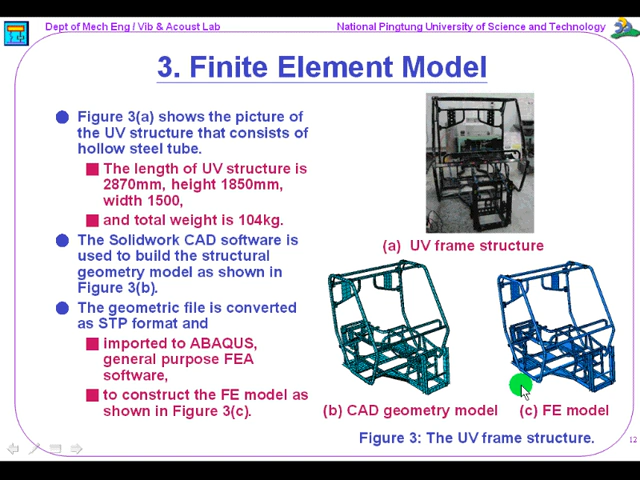 Dept of Mech Eng / Vib & Acoust Lab
National Pingtung University of Science and Technology
3. Finite Element Model
Figure 3(a) shows the picture of
the UV structure that consists of
hollow steel tube.
The length of UV structure is
2870mm, height 1850mm,
width 1500,
and total weight is 104kg.
The Solidwork CAD software is
used to build the structural
geometry model as shown in
Figure 3(b).
The geometric file is converted
as STP format and
imported to ABAQUS,
general purpose FEA
software,
to construct the FE model as
shown in Figure 3(c).
(a) UV frame structure
(b) CAD geometry model
(c) FE model
Figure 3: The UV frame structure.
12